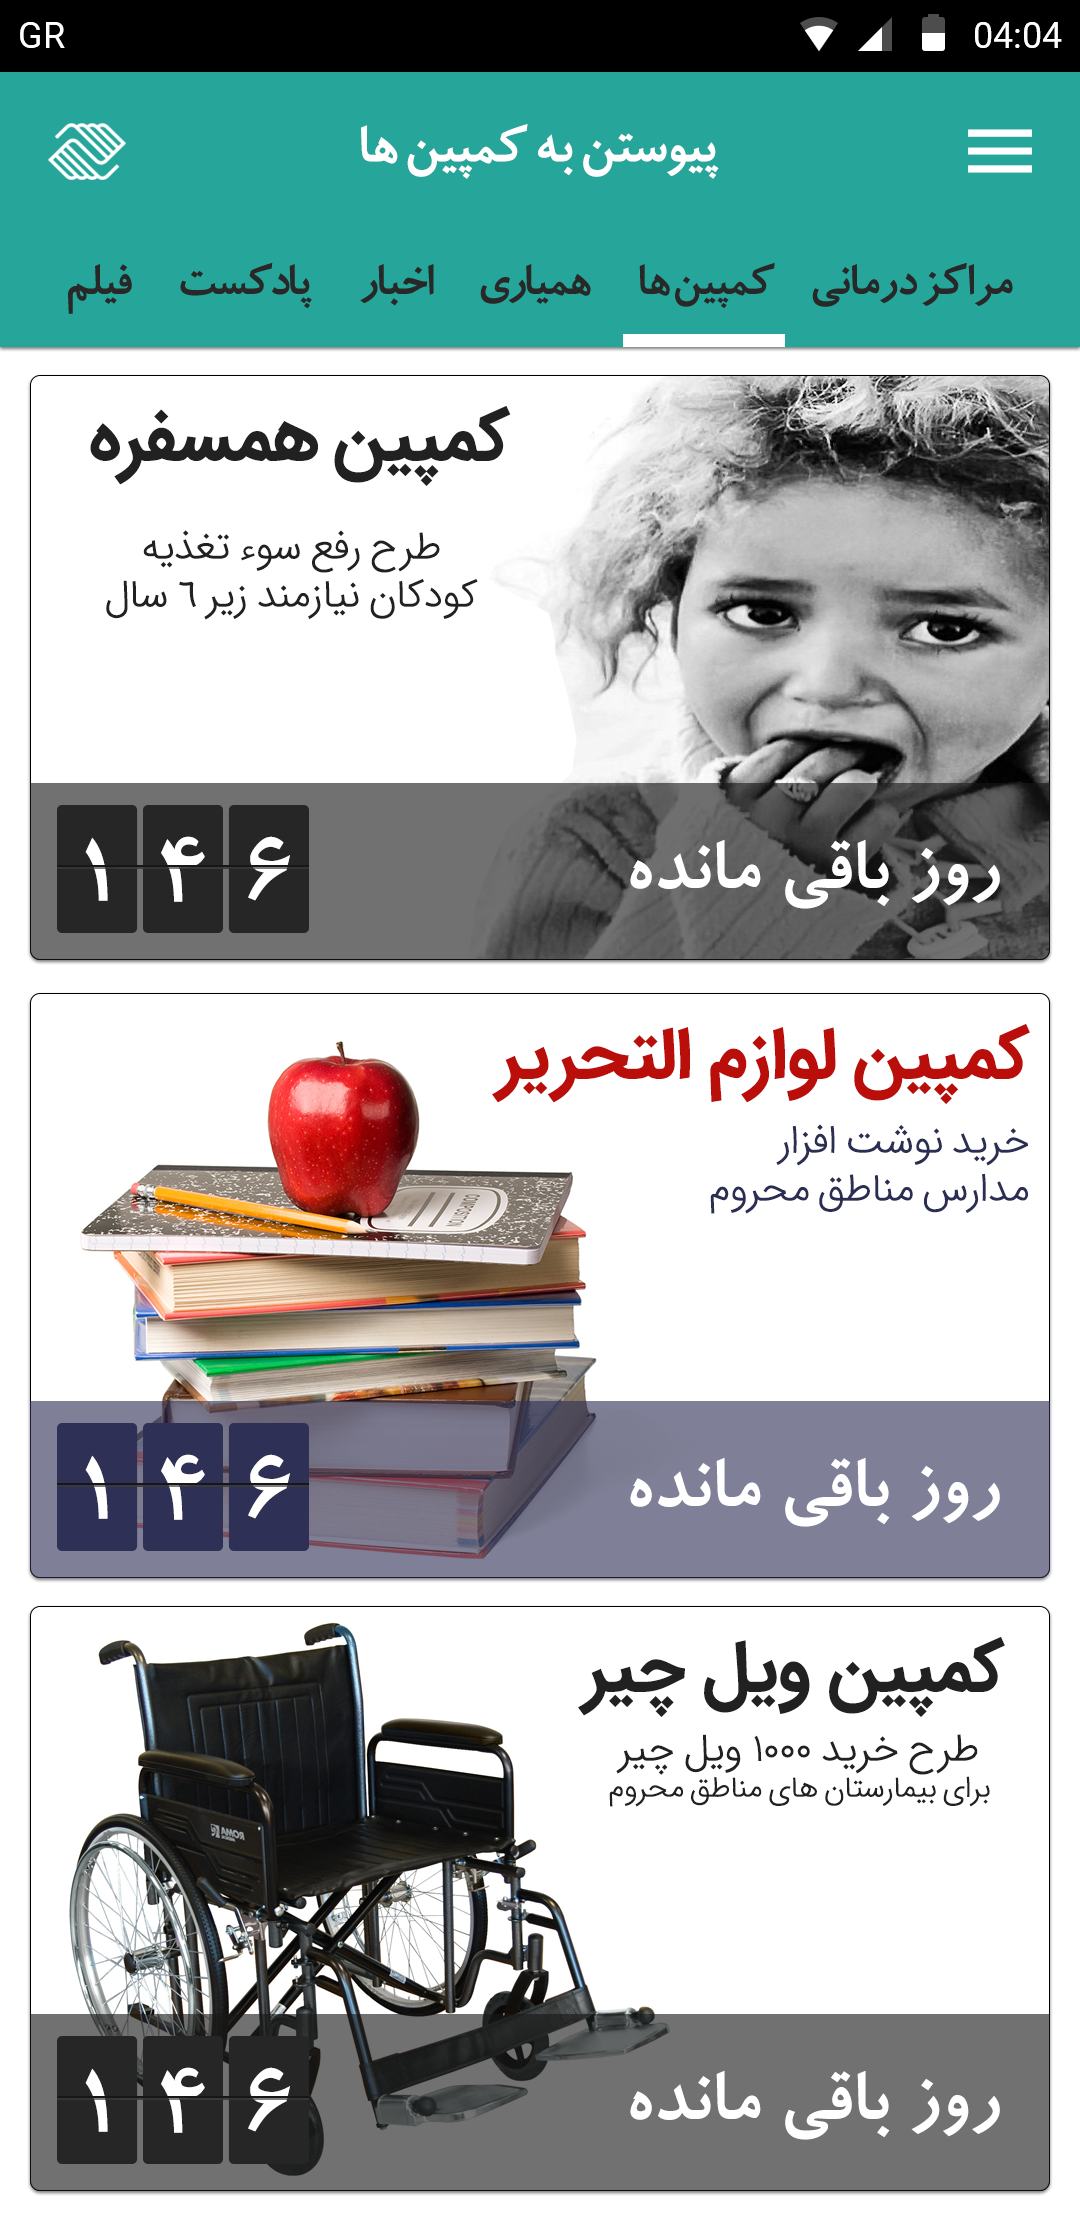 GR
04:04
پیوستن به کمپین ها
مراکز درمانی
کمپین‌ها
همیاری
اخبار
پادکست
فیلم
کمپین همسفره
طرح رفع سوء تغذیه
کودکان نیازمند زیر ٦ سال
۱۴۶
روز باقی مانده
کمپین لوازم التحریر
خرید نوشت افزار
مدارس مناطق محروم
COMPOSITION
۱۴۶
روز باقی مانده
کمپین ویل چیر
طرح خرید ۱۰۰۰ ویل چیر
برای بیمارستان های مناطق محروم
ROMA
۱۴۶
روز باقی مانده